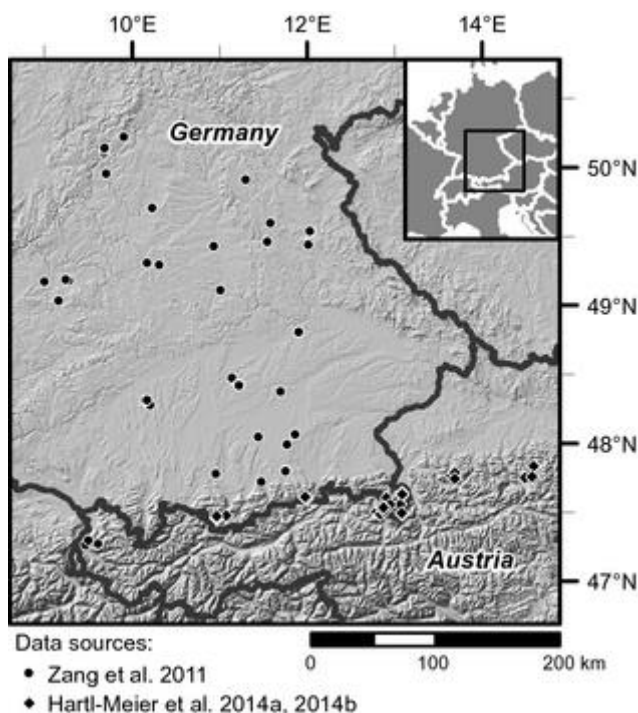 10°E 12°E 14°E
Germany
50°N
49°N
48°N
Austria
47°N
Data sources:
0 100 200 km
Zang et al. 2011
Hartl-Meier et al. 2014a, 2014b